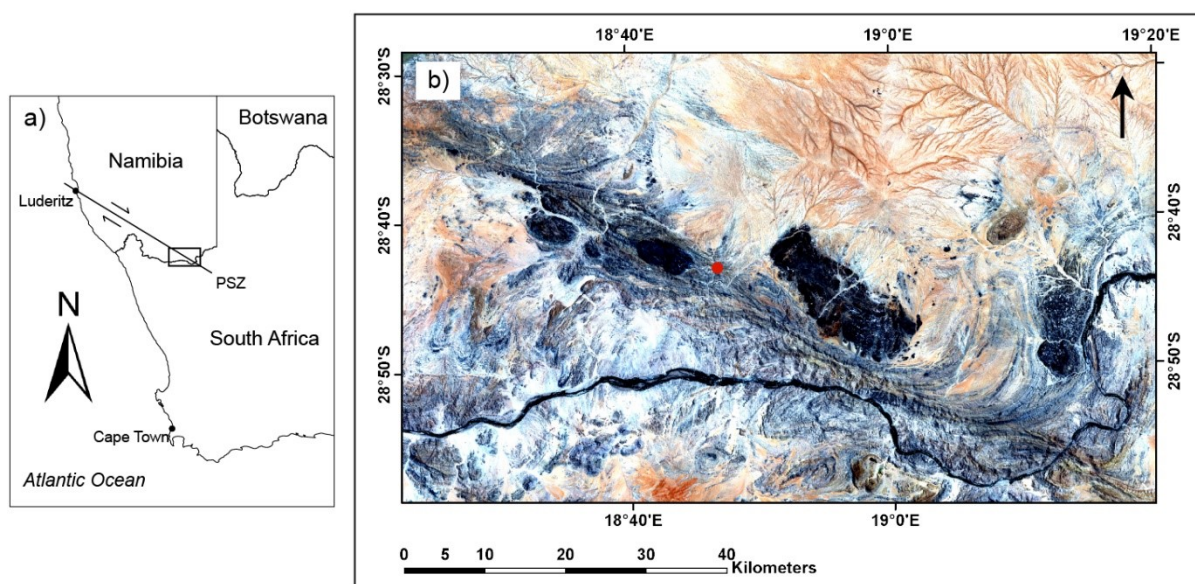 a)
Botswana
Namibia
Luderitz
PSZ
South Africa
N
Cape Town
Atlantic Ocean
18°40'E
19°0'E
19°20'E
b)
28°30'S
28°40'S
28°40'S
28°50'S
28°50'S
18°40'E
19°0'E
0 5 10 20 30 40
Kilometers